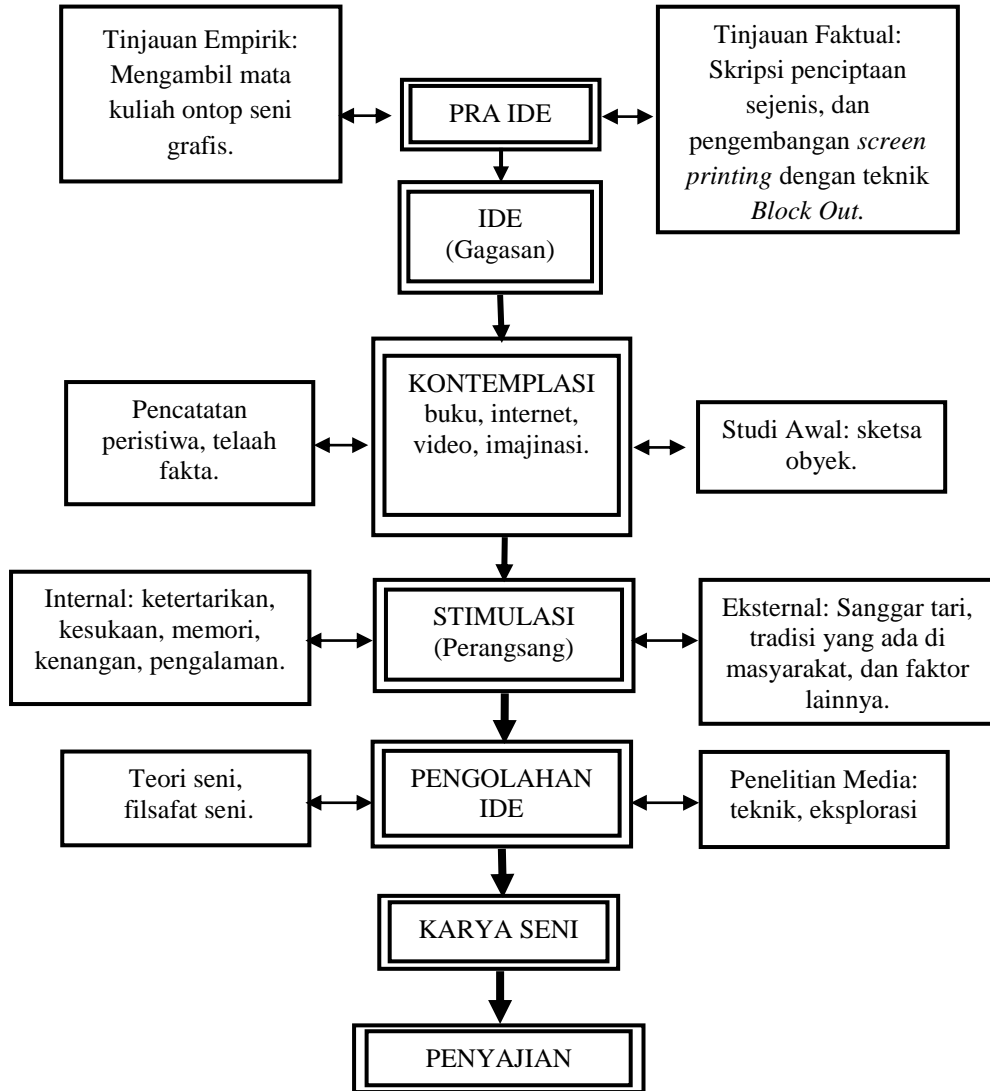 Tinjauan Empirik:
Mengambil mata
kuliah ontop seni
grafis.
PRA IDE
Tinjauan Faktual:
Skripsi penciptaan
sejenis, dan
pengembangan screen
printing dengan teknik
Block Out.
IDE
(Gagasan)
Pencatatan
peristiwa, telaah
fakta.
KONTEMPLASI
buku, internet,
video, imajinasi.
Studi Awal: sketsa
obyek.
Internal: ketertarikan,
kesukaan, memori,
kenangan, pengalaman.
STIMULASI
(Perangsang)
Eksternal: Sanggar tari,
tradisi yang ada di
masyarakat, dan faktor
lainnya.
Teori seni,
filsafat seni.
PENGOLAHAN
IDE
Penelitian Media:
teknik, eksplorasi
KARYA SENI
PENYAJIAN